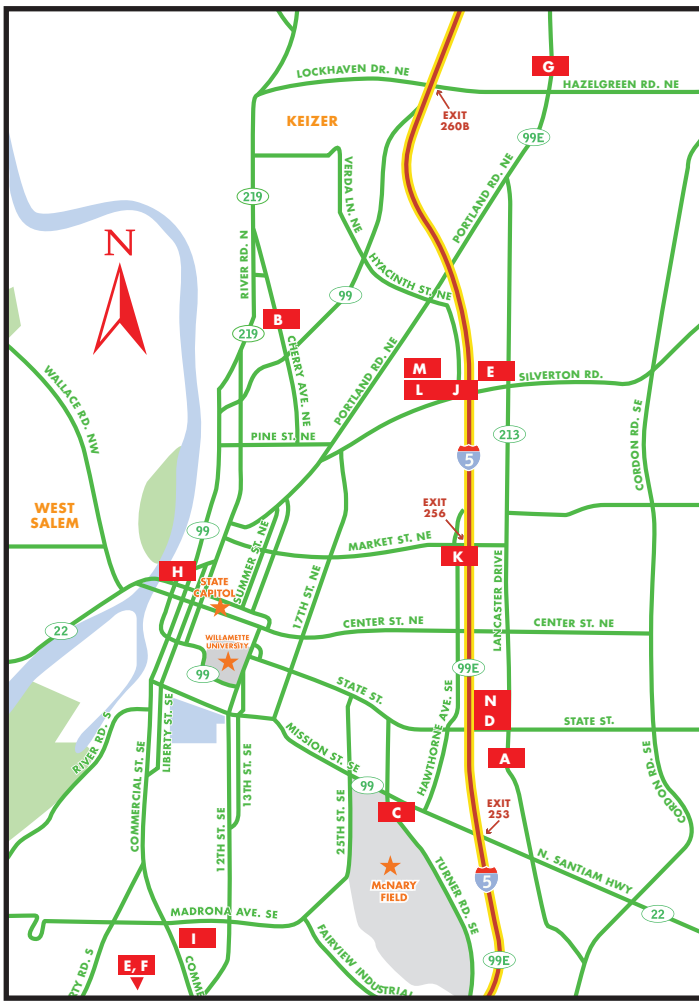 G
LOCKHAVEN DR. NE
HAZELGREEN RD. NE
EXIT
260B
KEIZER
99E
VERDA LN. NE
PORTLAND RD. NE
219
RIVER RD. N
N
HYACINTH ST. NE
99
B
219
CHERRY AVE. NE
PORTLAND RD. NE
M
E
L
J
SILVERTON RD.
WALLACE RD. NW
PINE ST. NE
213
CORDON RD. SE
5
WEST
SALEM
EXIT
256
99
SUMMER ST. NE
MARKET ST. NE
K
LANCASTER DRIVE
H
STATE
CAPITOL
17TH ST. NE
22
CENTER ST. NE
CENTER ST. NE
WILLAMETTE
UNIVERSITY
99
99E
STATE ST.
HAWTHORNE AVE. SE
N
D
STATE ST.
RIVER RD. S
LIBERTY ST. SE
COMMERCIAL ST. SE
MISSION ST. SE
13TH ST. SE
A
CORDON RD. SE
99
12TH ST. SE
25TH ST. SE
C
EXIT
253
N. SANTIAM HWY
McNARY
FIELD
5
TURNER RD. SE
22
MADRONA AVE. SE
I
FAIRVIEW INDUSTRIAL
E, F
RTY RD. S
COMME
99E